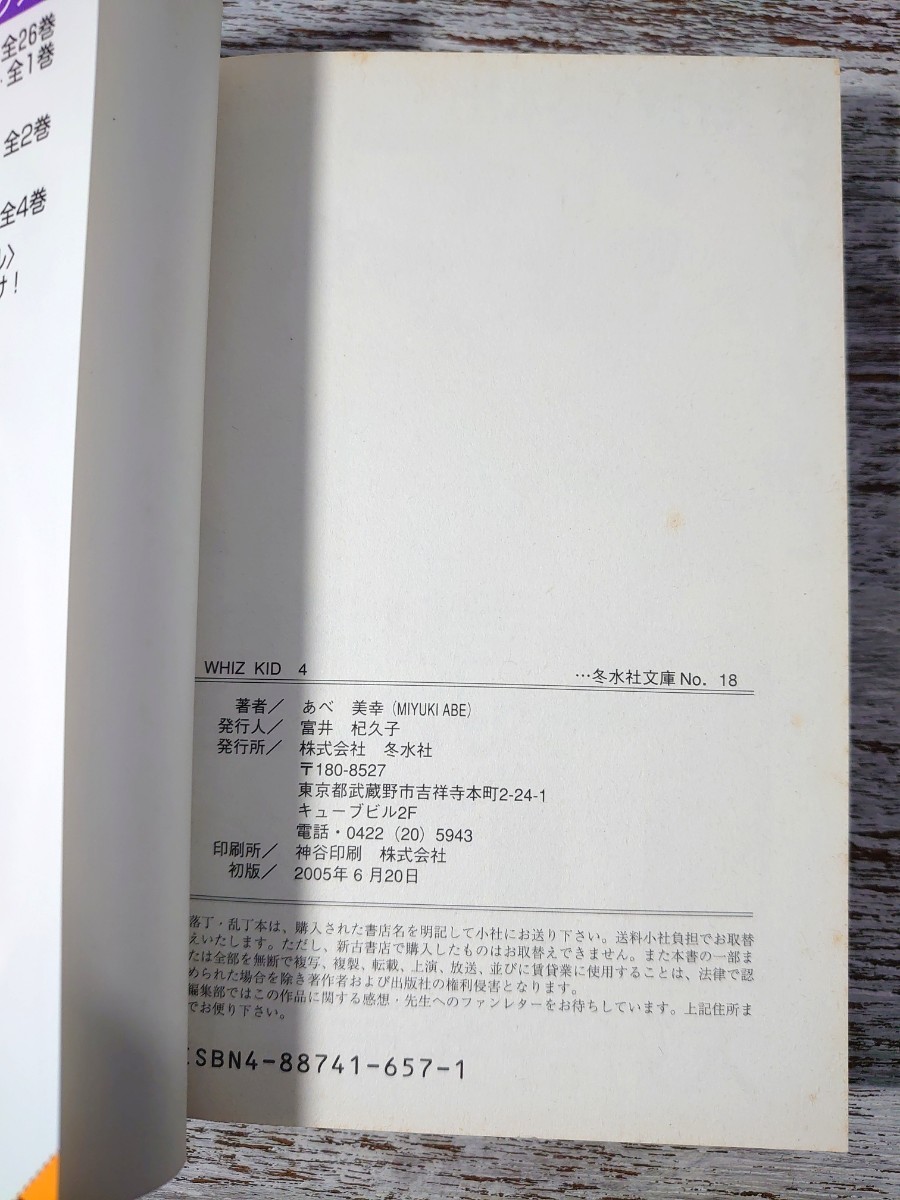 全26巻
全1巻
全2巻
全4巻
け!
WHIZ KID 4 …冬水社文庫No. 18
著者/ あべ 美幸(MIYUKI ABE)
発行人/ 富井 杞久子
発行所/ 株式会社 冬水社
〒180-8527
東京都武蔵野市吉祥寺本町2-24-1
キューブビル2F
電話・0422(20)5943
印刷所/ 神谷印刷 株式会社
初版/ 2005年6月20日
落丁・乱丁本は、購入された書店名を明記して小社にお送り下さい。送料小社負担でお取替
えいたします。ただし、新古書店で購入したものはお取替えできません。また本書の一部ま
たは全部を無断で複写、複製、転載、上演、放送、並びに賃貸業に使用することは、法律で認
められた場合を除き著作者および出版社の権利侵害となります。
編集部ではこの作品に関する感想・先生へのファンレターをお待ちしています。上記住所ま
でお便り下さい。
ISBN4-88741-657-1